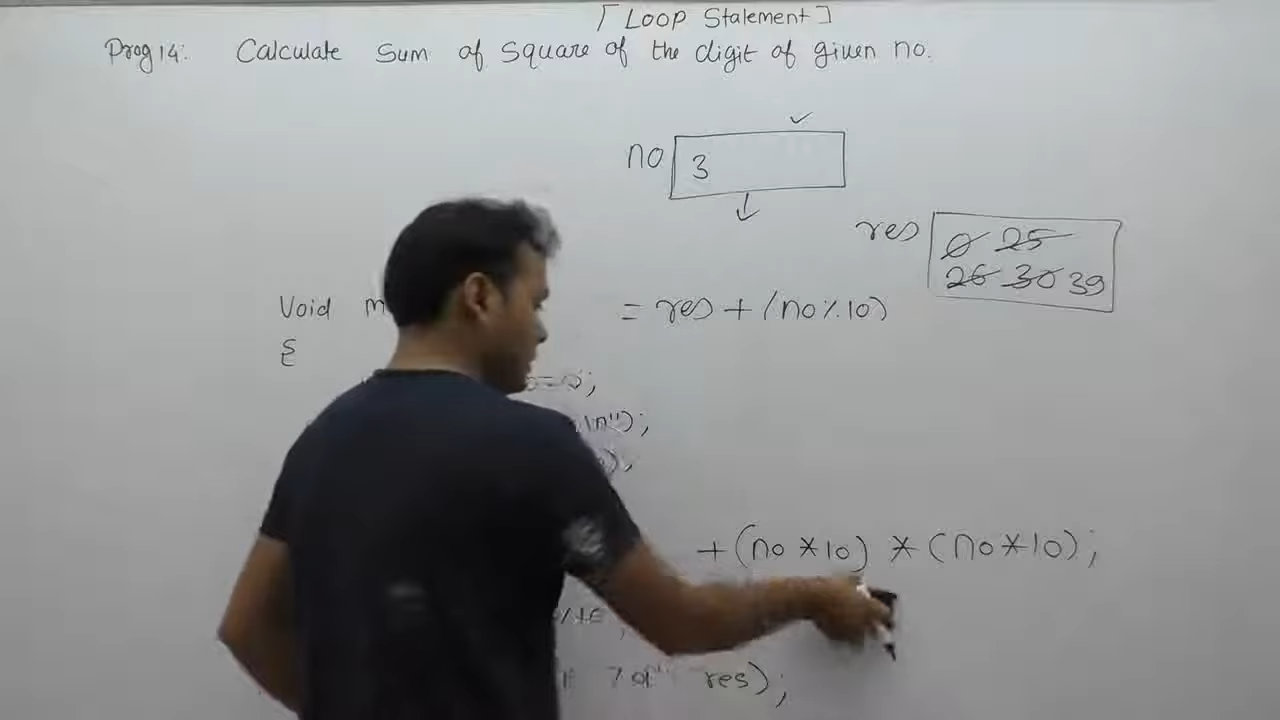 [Loop Statement]
Prog 14: Calculate Sum of Square of the digit of given no.
no 3
res 0 25
26 30 39
Void m
= res + (no%10)
{
=0;
\n");
);
+ (no * 10) * (no * 10);
res);